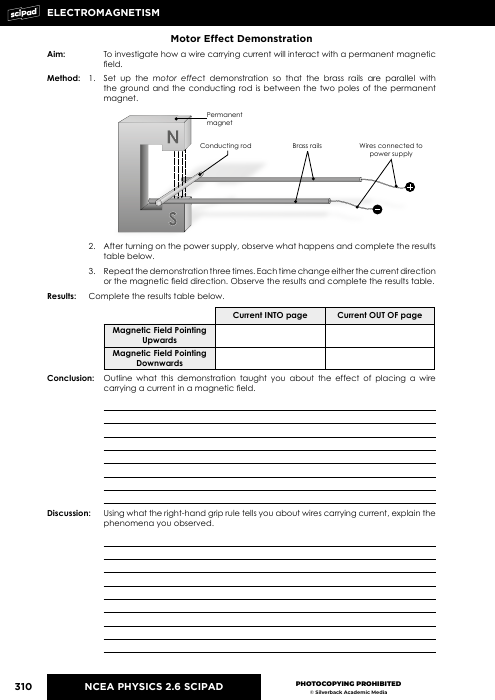 scipad ELECTROMAGNETISM
Motor Effect Demonstration
Aim: To investigate how a wire carrying current will interact with a permanent magnetic
field.
Method: 1. Set up the motor effect demonstration so that the brass rails are parallel with
the ground and the conducting rod is between the two poles of the permanent
magnet.
Permanent
magnet
N
Conducting rod
Brass rails
Wires connected to
power supply
+
S
−
2. After turning on the power supply, observe what happens and complete the results
table below.
3. Repeat the demonstration three times. Each time change either the current direction
or the magnetic field direction. Observe the results and complete the results table.
Results: Complete the results table below.
Current INTO page Current OUT OF page
Magnetic Field Pointing
Upwards
Magnetic Field Pointing
Downwards
Conclusion: Outline what this demonstration taught you about the effect of placing a wire
carrying a current in a magnetic field.
Discussion: Using what the right-hand grip rule tells you about wires carrying current, explain the
phenomena you observed.
310 NCEA PHYSICS 2.6 SCIPAD
PHOTOCOPYING PROHIBITED
© Silverback Academic Media